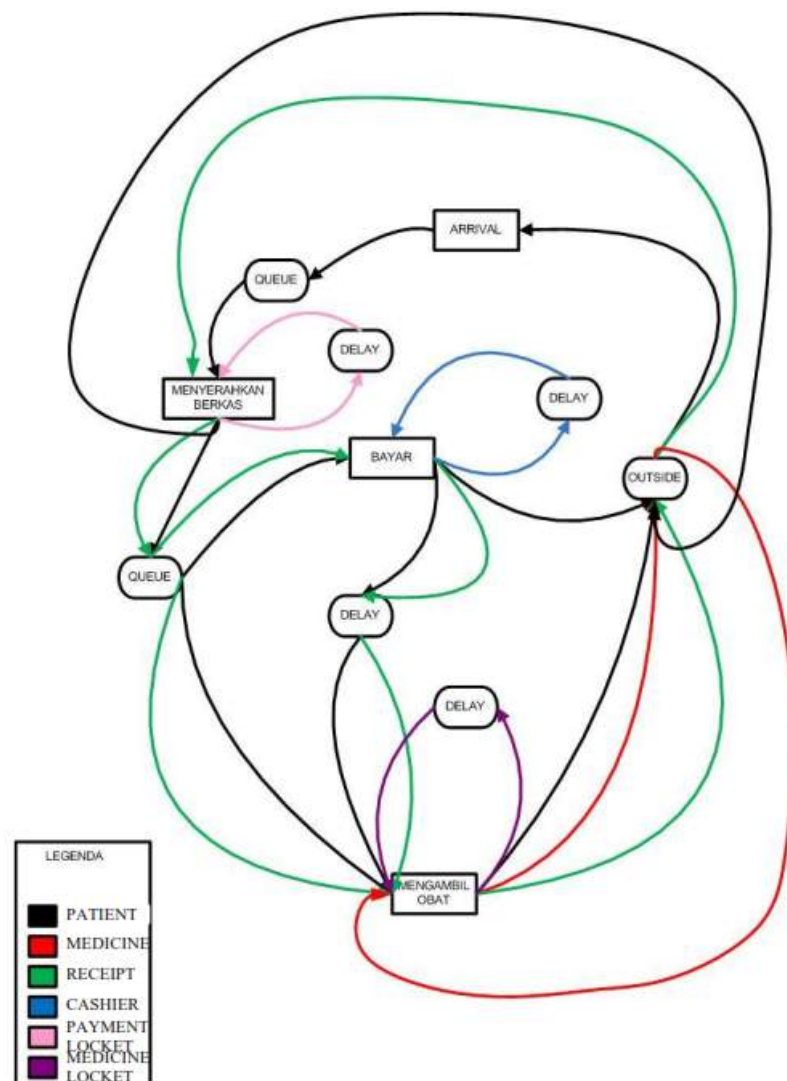 ARRIVAL
QUEUE
DELAY
MENYERAHKAN
BERKAS
DELAY
BAYAR
OUTSIDE
QUEUE
DELAY
DELAY
MENGAMBIL
OBAT
LEGENDA
PATIENT
MEDICINE
RECEIPT
CASHIER
PAYMENT
LOCKET
MEDICINE
LOCKET